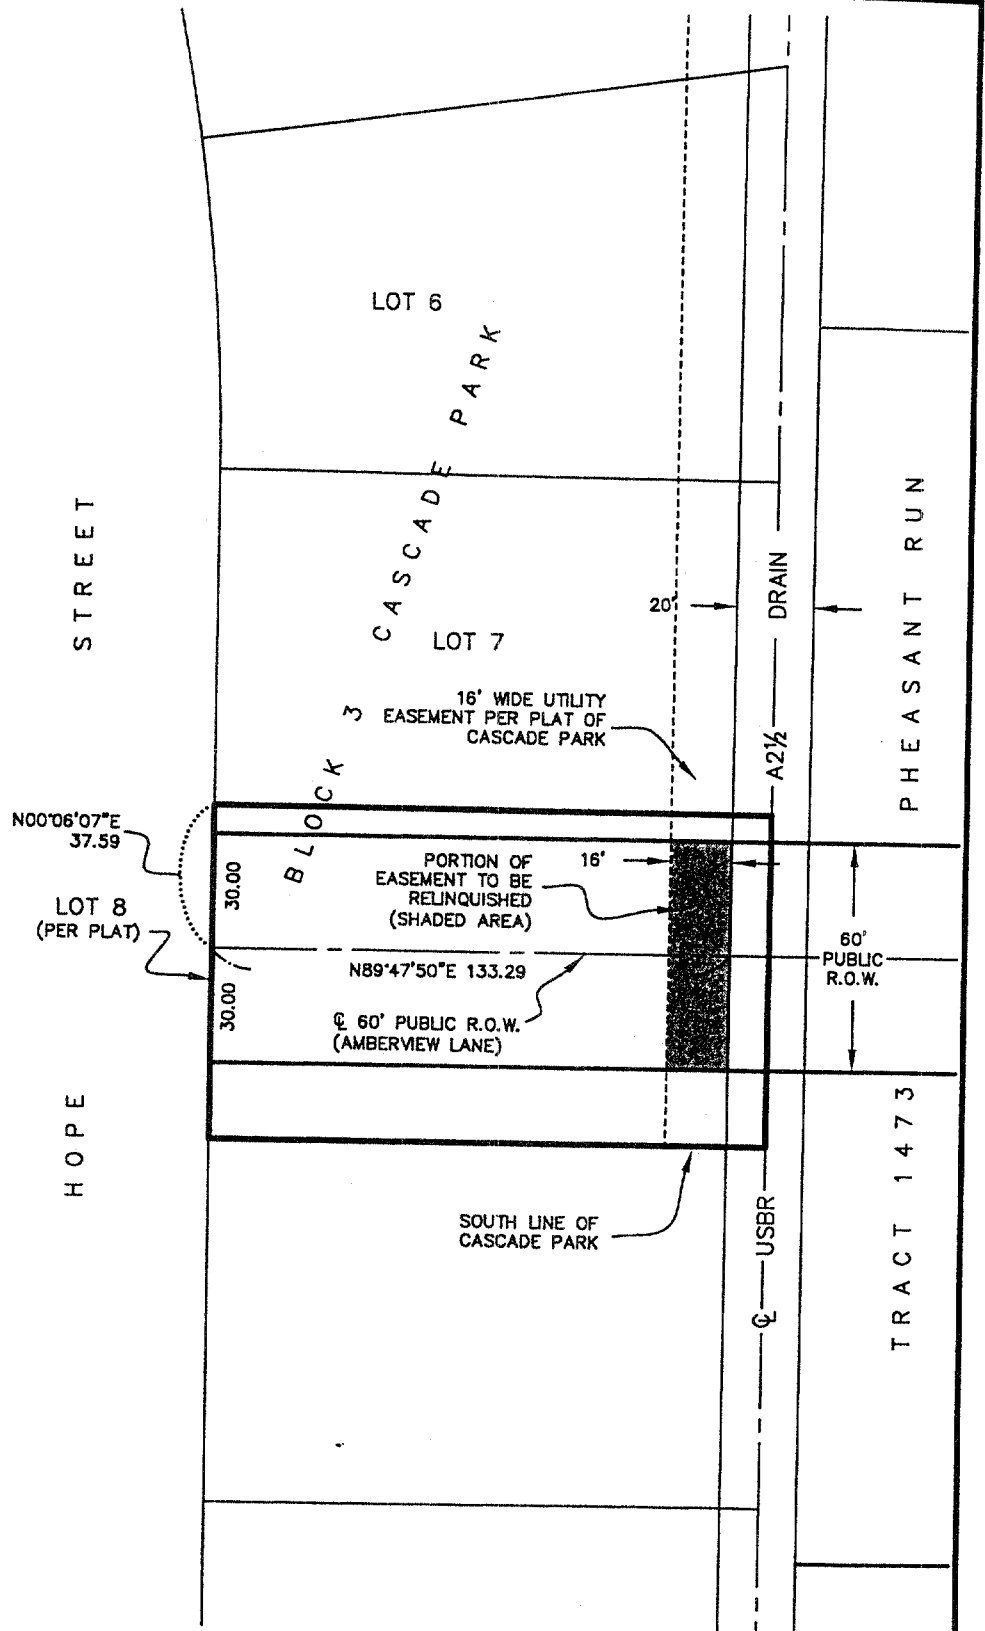 LOT 6
BLOCK 3 CASCADE PARK
HOPE STREET
LOT 7
20'
DRAIN
PHEASANT RUN
16' WIDE UTILITY
EASEMENT PER PLAT OF
CASCADE PARK
A2½
N00°06'07"E
37.59
LOT 8
(PER PLAT)
30.00
30.00
PORTION OF
EASEMENT TO BE
RELINQUISHED
(SHADED AREA)
16'
N89°47'50"E 133.29
℄ 60' PUBLIC R.O.W.
(AMBERVIEW LANE)
60'
PUBLIC
R.O.W.
SOUTH LINE OF
CASCADE PARK
℄ USBR
TRACT 1473